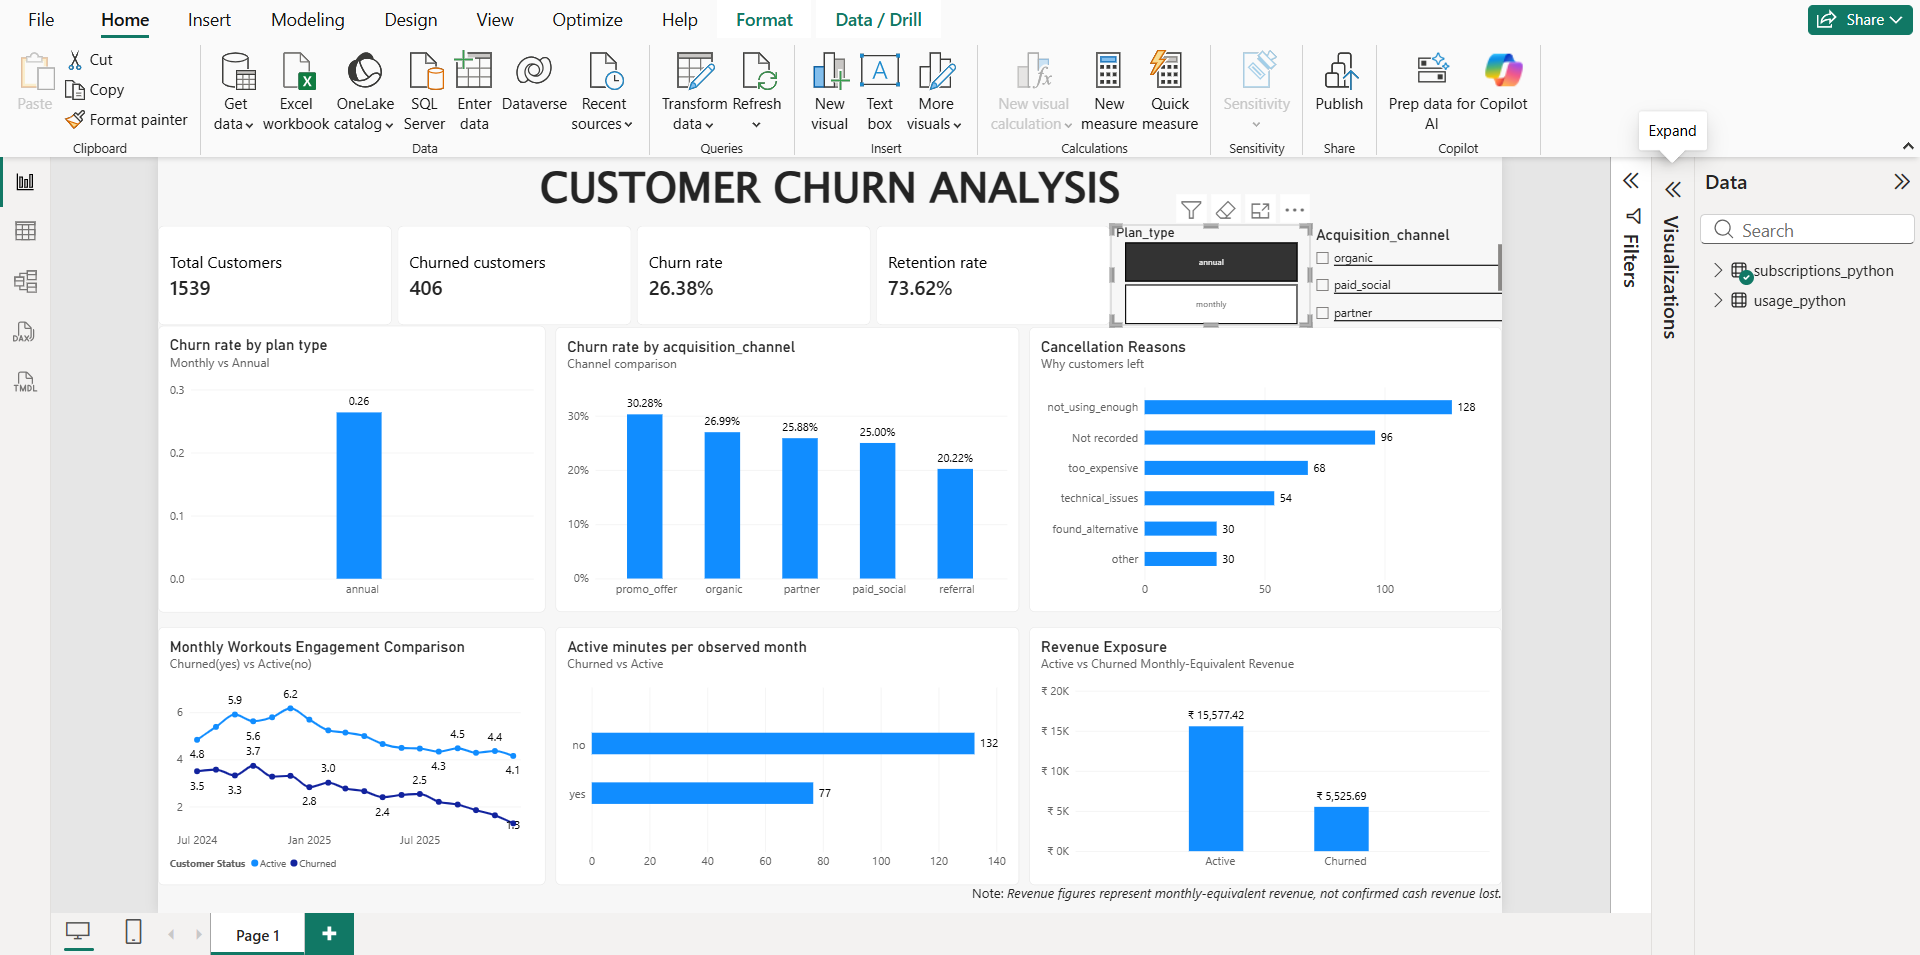 File Home Insert Modeling Design View Optimize Help Format Data / Drill
Share
Paste
Cut
Copy
Format painter
Clipboard
Get data
Excel workbook
OneLake catalog
SQL Server
Enter data
Dataverse
Recent sources
Data
Transform data
Refresh
Queries
New visual
Text box
More visuals
Insert
New visual calculation
New measure
Quick measure
Calculations
Sensitivity
Sensitivity
Publish
Share
Prep data for AI
Copilot
Copilot
Expand
CUSTOMER CHURN ANALYSIS
Total Customers
1539
Churned customers
406
Churn rate
26.38%
Retention rate
73.62%
Plan_type
annual
monthly
Acquisition_channel
organic
paid_social
partner
Churn rate by plan type
Monthly vs Annual
0.3
0.2
0.1
0.0
0.26
annual
Churn rate by acquisition_channel
Channel comparison
30%
20%
10%
0%
30.28%
26.99%
25.88%
25.00%
20.22%
promo_offer organic partner paid_social referral
Cancellation Reasons
Why customers left
not_using_enough 128
Not recorded 96
too_expensive 68
technical_issues 54
found_alternative 30
other 30
0 50 100
Monthly Workouts Engagement Comparison
Churned(yes) vs Active(no)
6
4
2
4.8
5.9
5.6
6.2
4.3
4.5
4.4
4.1
3.5
3.3
3.7
2.8
3.0
2.4
2.5
1.3
Jul 2024 Jan 2025 Jul 2025
Customer Status Active Churned
Active minutes per observed month
Churned vs Active
no 132
yes 77
0 20 40 60 80 100 120 140
Revenue Exposure
Active vs Churned Monthly-Equivalent Revenue
₹ 20K
₹ 15K
₹ 10K
₹ 5K
₹ 0K
₹ 15,577.42
₹ 5,525.69
Active Churned
Note: Revenue figures represent monthly-equivalent revenue, not confirmed cash revenue lost.
Filters
Visualizations
Data
Search
subscriptions_python
usage_python
DAX
TMDL
Page 1